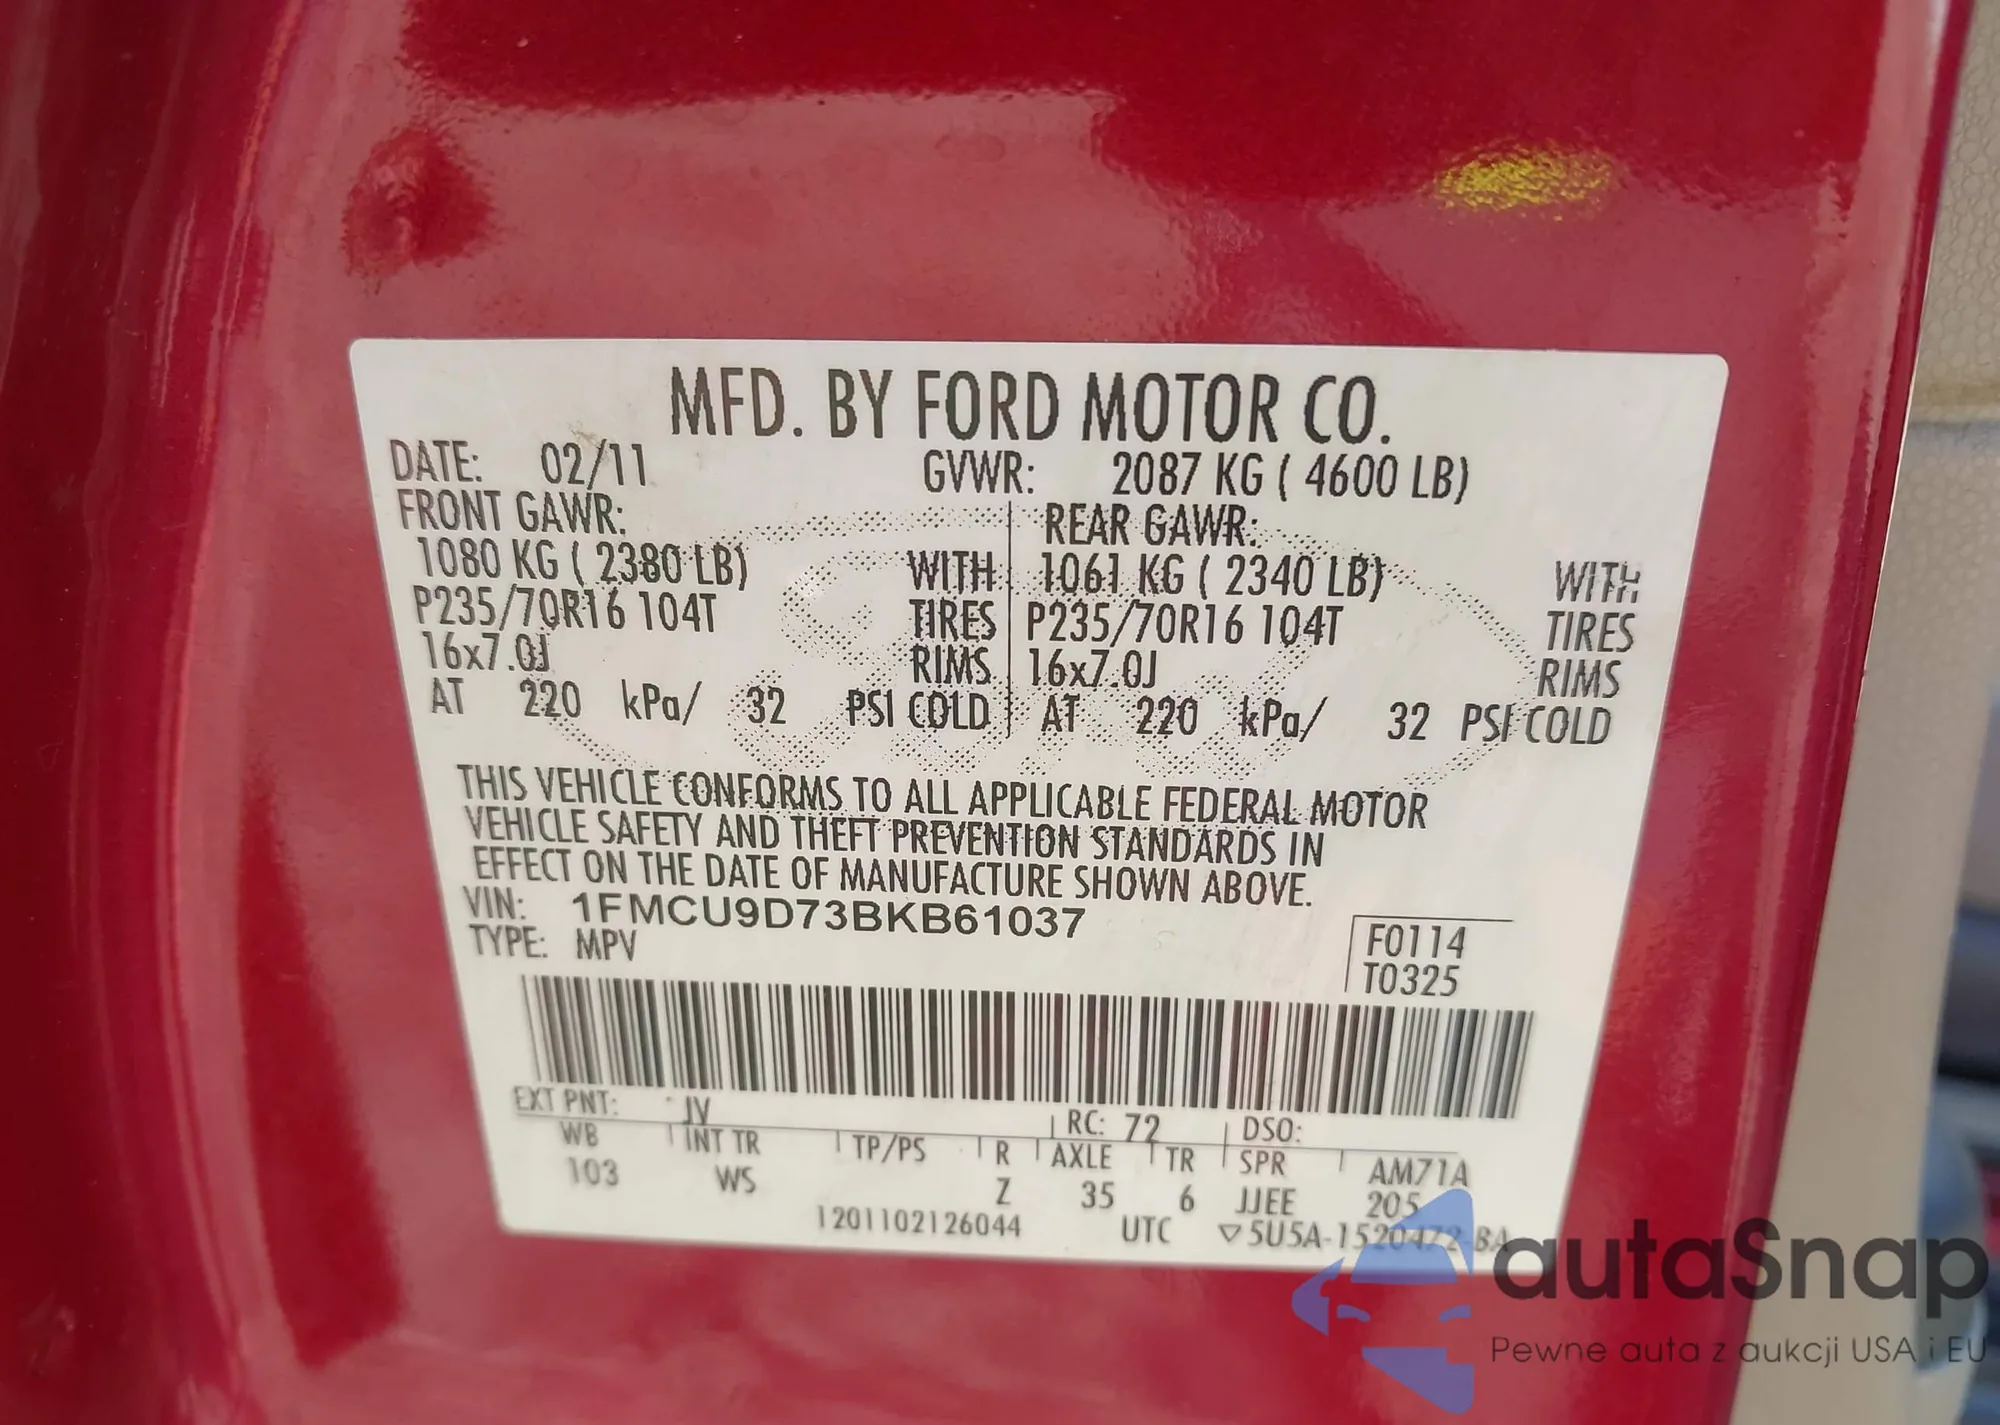 MFD. BY FORD MOTOR CO.
DATE: 02/11 GVWR: 2087 KG ( 4600 LB)
FRONT GAWR: REAR GAWR:
1080 KG ( 2380 LB) WITH 1061 KG ( 2340 LB) WITH
P235/70R16 104T TIRES P235/70R16 104T TIRES
16x7.0J RIMS 16x7.0J RIMS
AT 220 kPa/ 32 PSI COLD AT 220 kPa/ 32 PSI COLD
THIS VEHICLE CONFORMS TO ALL APPLICABLE FEDERAL MOTOR
VEHICLE SAFETY AND THEFT PREVENTION STANDARDS IN
EFFECT ON THE DATE OF MANUFACTURE SHOWN ABOVE.
VIN: 1FMCU9D73BKB61037
TYPE: MPV
F0114
T0325
EXT PNT: JV RC: 72 DSO:
WB INT TR TP/PS R AXLE TR SPR AM71A
103 WS Z 35 6 JJEE 205
1201102126044 UTC ▽5U5A-1520472-BA
autaSnap
Pewne auta z aukcji USA i EU